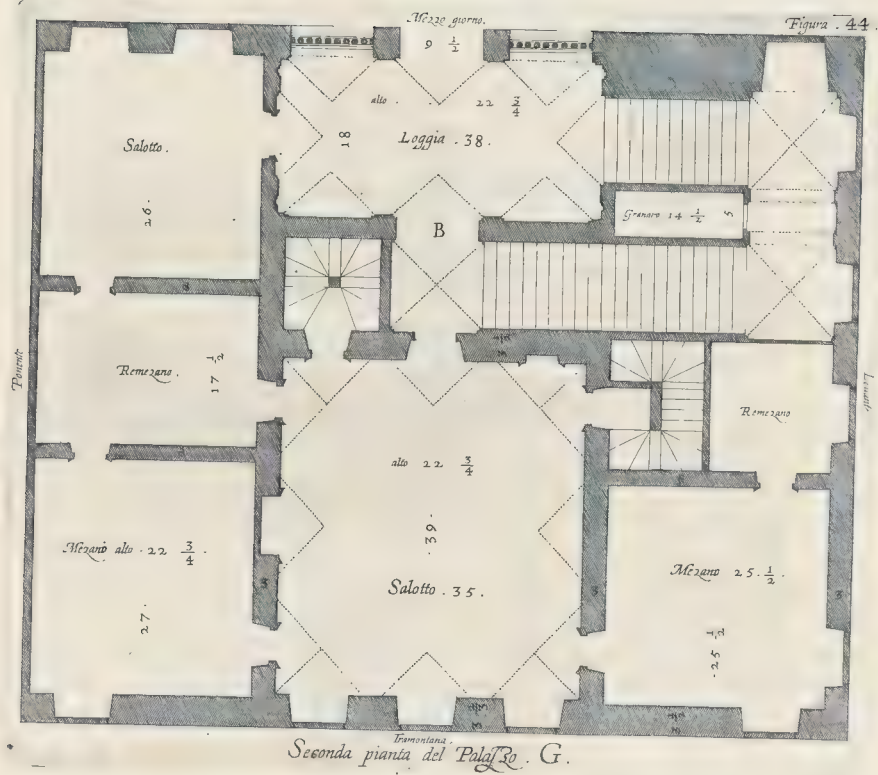 Mezzo giorno.
Figura . 44.
9 1/2
alto . 22 3/4
Salotto .
18
Loggia . 38 .
26 .
Granaro 14 1/2 5
B
Ponente
Remezano .
17 1/2
Levante
Remezano
alto 22 3/4
39 .
Mezano alto . 22 3/4 .
Mezano 25 . 1/2 .
Salotto . 35 .
27 .
25 1/2
Tramontana .
Seconda pianta del Palazzo . G .